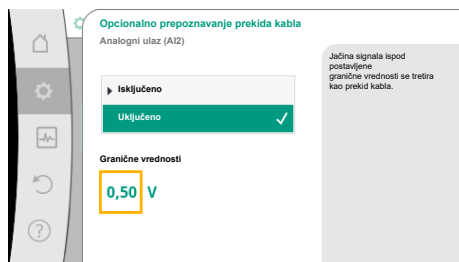 Opcionalno prepoznavanje prekida kabla
Analogni ulaz (AI2)
Jačina signala ispod
postavljene
granične vrednosti se tretira
kao prekid kabla.
Isključeno
Uključeno
Granične vrednosti
0,50 V
?